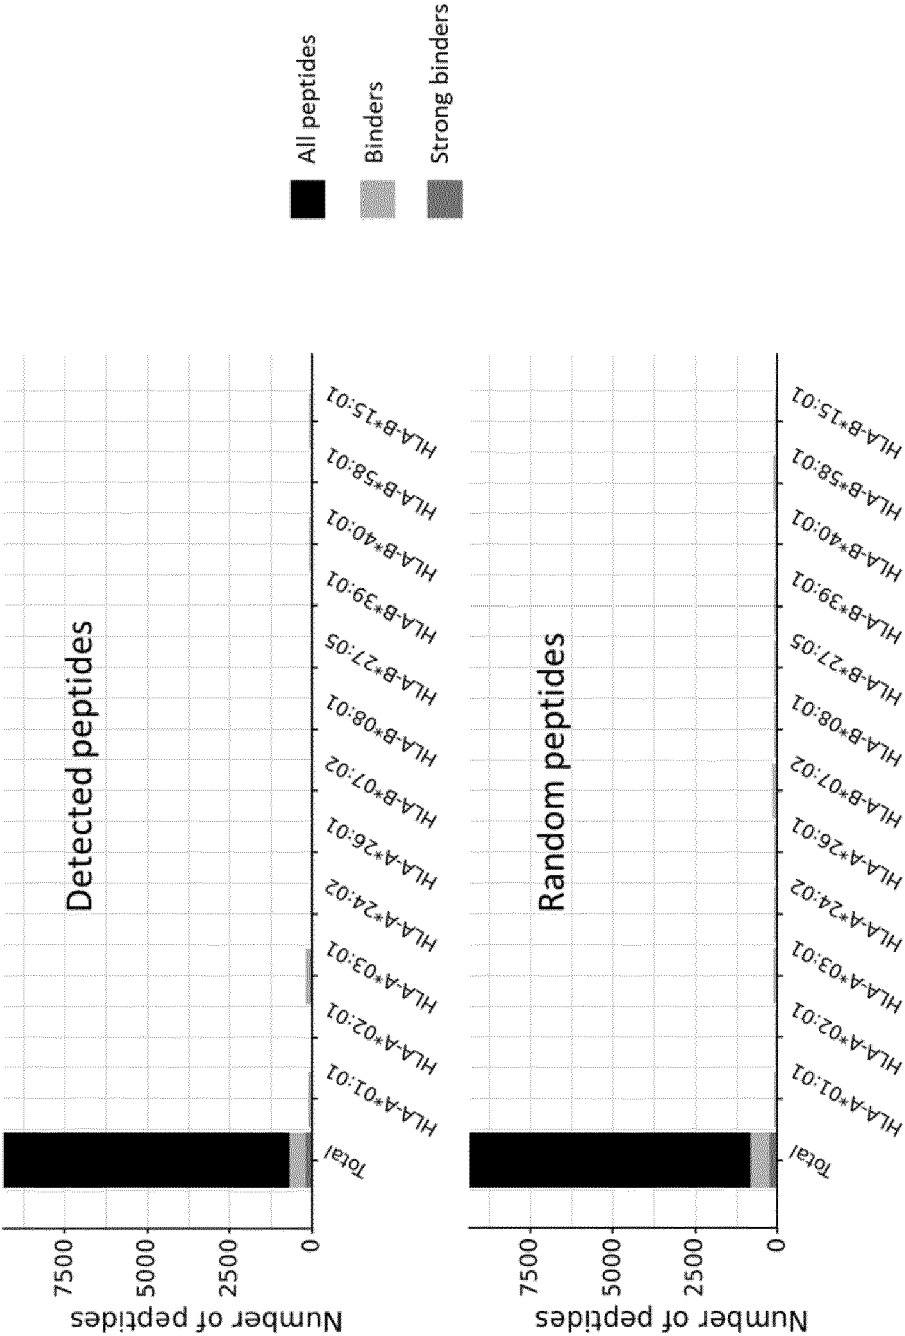 Detected peptides
Number of peptides
7500
5000
2500
0
Total
HLA-A*01:01
HLA-A*02:01
HLA-A*03:01
HLA-A*24:02
HLA-A*26:01
HLA-B*07:02
HLA-B*08:01
HLA-B*27:05
HLA-B*39:01
HLA-B*40:01
HLA-B*58:01
HLA-B*15:01
All peptides
Binders
Strong binders
Random peptides
Number of peptides
7500
5000
2500
0
Total
HLA-A*01:01
HLA-A*02:01
HLA-A*03:01
HLA-A*24:02
HLA-A*26:01
HLA-B*07:02
HLA-B*08:01
HLA-B*27:05
HLA-B*39:01
HLA-B*40:01
HLA-B*58:01
HLA-B*15:01